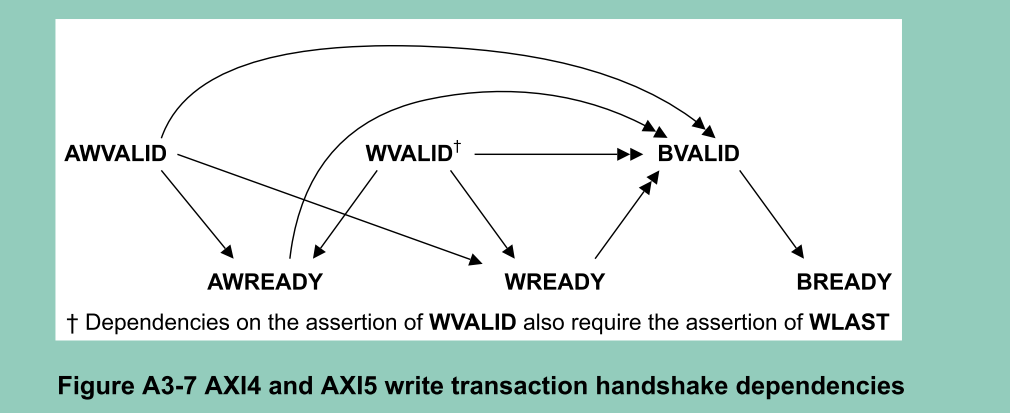 AWVALID WVALID† BVALID
AWREADY WREADY BREADY
† Dependencies on the assertion of WVALID also require the assertion of WLAST
Figure A3-7 AXI4 and AXI5 write transaction handshake dependencies